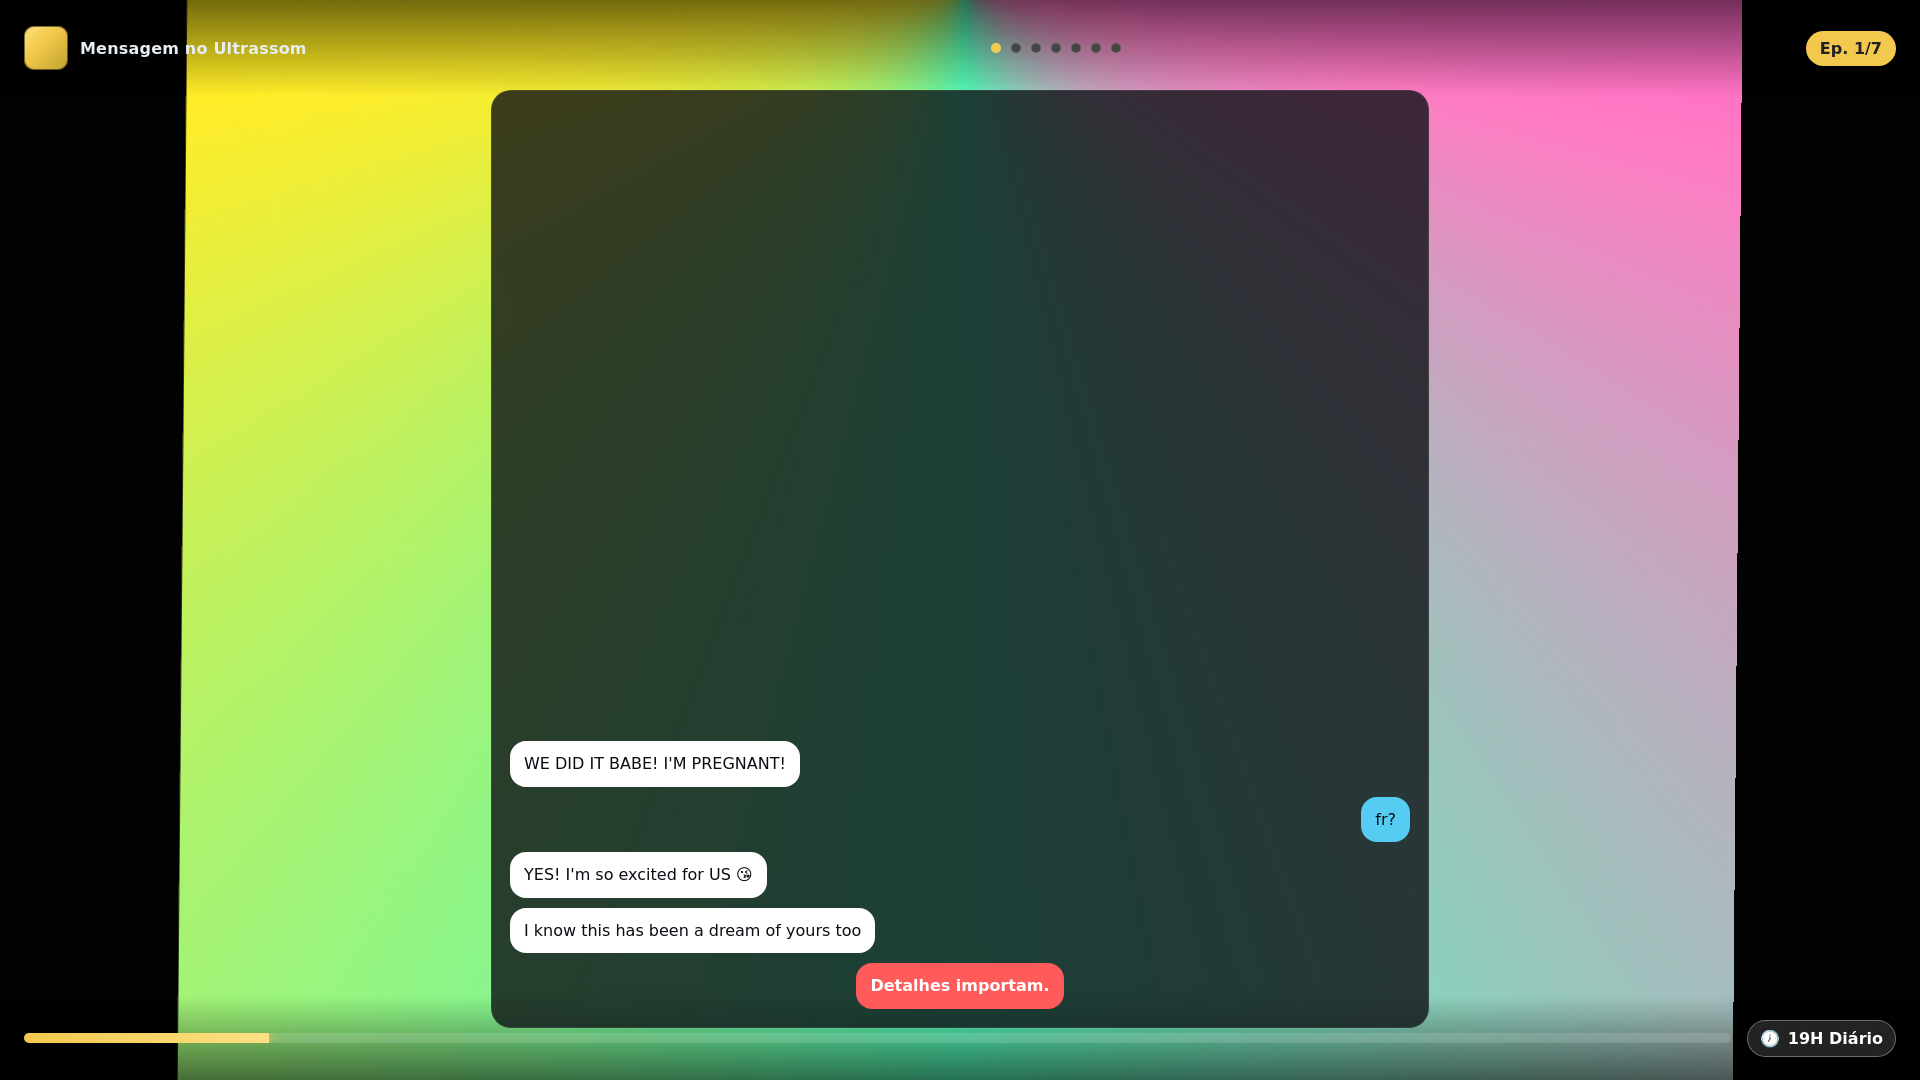 Mensagem no Ultrassom
Ep. 1/7
WE DID IT BABE! I'M PREGNANT!
fr?
YES! I'm so excited for US 😘
I know this has been a dream of yours too
Detalhes importam.
🕖 19H Diário